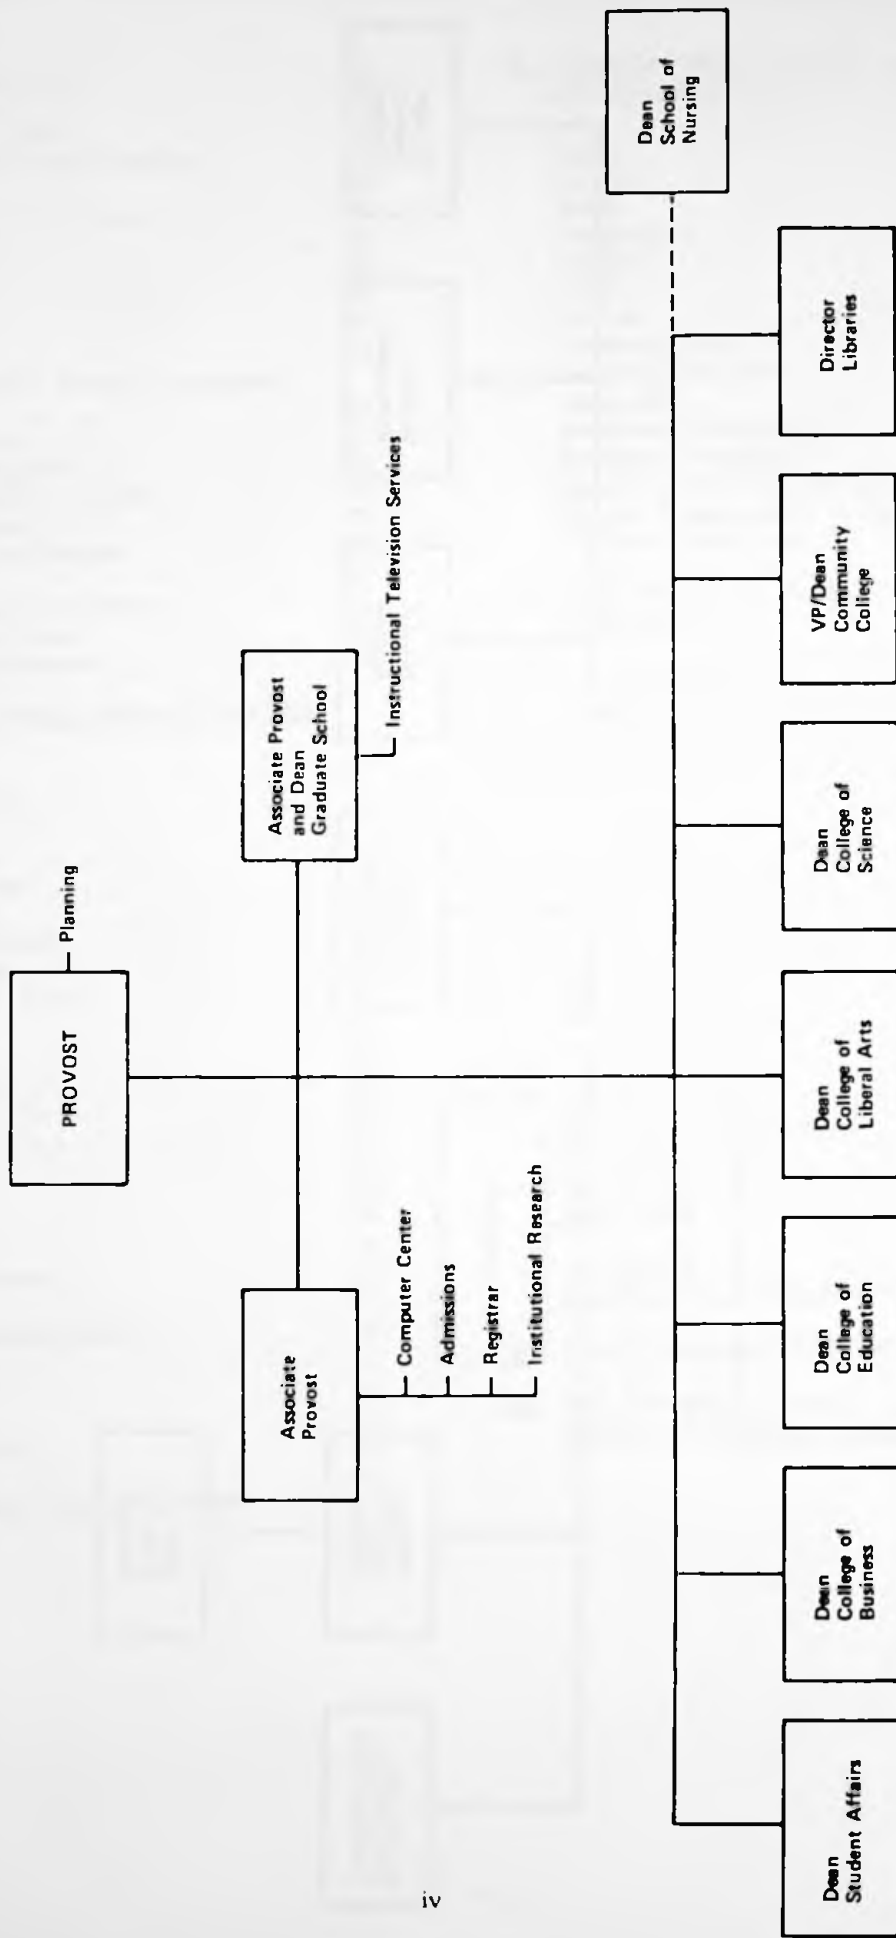 PROVOST
Planning
Associate
Provost
Computer Center
Admissions
Registrar
Institutional Research
Associate Provost
and Dean
Graduate School
Instructional Television Services
Dean
School of
Nursing
Dean
Student Affairs
Dean
College of
Business
Dean
College of
Education
Dean
College of
Liberal Arts
Dean
College of
Science
VP/Dean
Community
College
Director
Libraries
iv